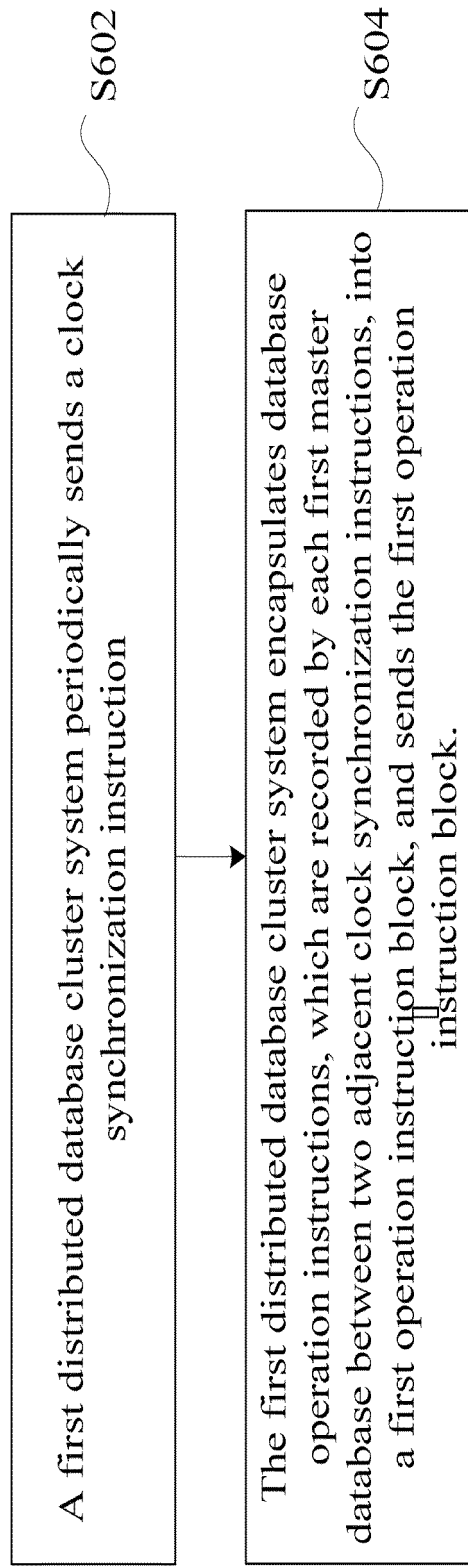 A first distributed database cluster system periodically sends a clock
synchronization instruction
S602
The first distributed database cluster system encapsulates database
operation instructions, which are recorded by each first master
database between two adjacent clock synchronization instructions, into
a first operation instruction block, and sends the first operation
instruction block.
S604